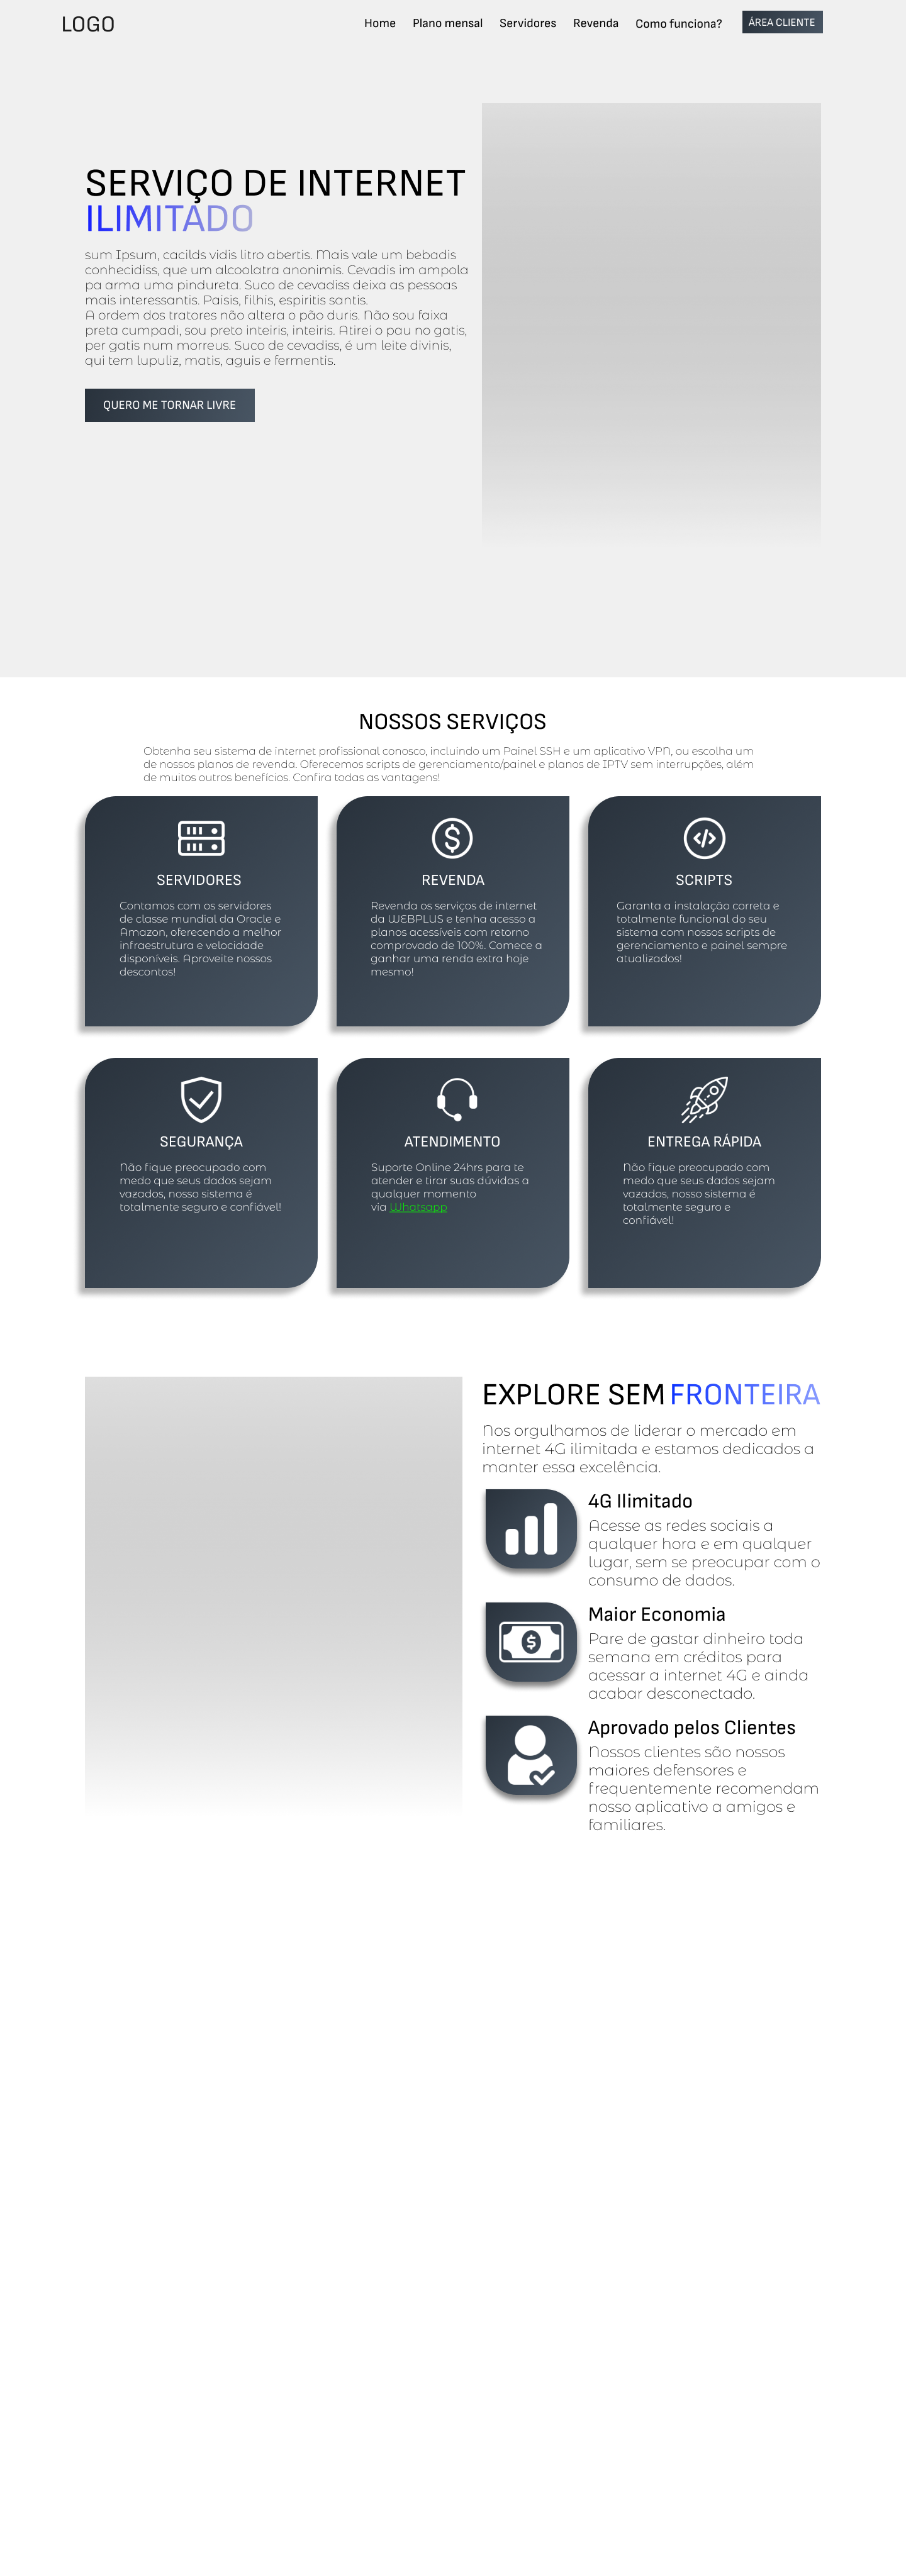 LOGO
Home Plano mensal Servidores Revenda Como funciona? ÁREA CLIENTE
SERVIÇO DE INTERNET
ILIMITADO
sum Ipsum, cacilds vidis litro abertis. Mais vale um bebadis
conhecidiss, que um alcoolatra anonimis. Cevadis im ampola
pa arma uma pindureta. Suco de cevadiss deixa as pessoas
mais interessantis. Paisis, filhis, espiritis santis.
A ordem dos tratores não altera o pão duris. Não sou faixa
preta cumpadi, sou preto inteiris, inteiris. Atirei o pau no gatis,
per gatis num morreus. Suco de cevadiss, é um leite divinis,
qui tem lupuliz, matis, aguis e fermentis.
QUERO ME TORNAR LIVRE
NOSSOS SERVIÇOS
Obtenha seu sistema de internet profissional conosco, incluindo um Painel SSH e um aplicativo VPN, ou escolha um
de nossos planos de revenda. Oferecemos scripts de gerenciamento/painel e planos de IPTV sem interrupções, além
de muitos outros benefícios. Confira todas as vantagens!
SERVIDORES
Contamos com os servidores
de classe mundial da Oracle e
Amazon, oferecendo a melhor
infraestrutura e velocidade
disponíveis. Aproveite nossos
descontos!
REVENDA
Revenda os serviços de internet
da WEBPLUS e tenha acesso a
planos acessíveis com retorno
comprovado de 100%. Comece a
ganhar uma renda extra hoje
mesmo!
SCRIPTS
Garanta a instalação correta e
totalmente funcional do seu
sistema com nossos scripts de
gerenciamento e painel sempre
atualizados!
SEGURANÇA
Não fique preocupado com
medo que seus dados sejam
vazados, nosso sistema é
totalmente seguro e confiável!
ATENDIMENTO
Suporte Online 24hrs para te
atender e tirar suas dúvidas a
qualquer momento
via Whatsapp
ENTREGA RÁPIDA
Não fique preocupado com
medo que seus dados sejam
vazados, nosso sistema é
totalmente seguro e
confiável!
EXPLORE SEM FRONTEIRA
Nos orgulhamos de liderar o mercado em
internet 4G ilimitada e estamos dedicados a
manter essa excelência.
4G Ilimitado
Acesse as redes sociais a
qualquer hora e em qualquer
lugar, sem se preocupar com o
consumo de dados.
Maior Economia
Pare de gastar dinheiro toda
semana em créditos para
acessar a internet 4G e ainda
acabar desconectado.
Aprovado pelos Clientes
Nossos clientes são nossos
maiores defensores e
frequentemente recomendam
nosso aplicativo a amigos e
familiares.